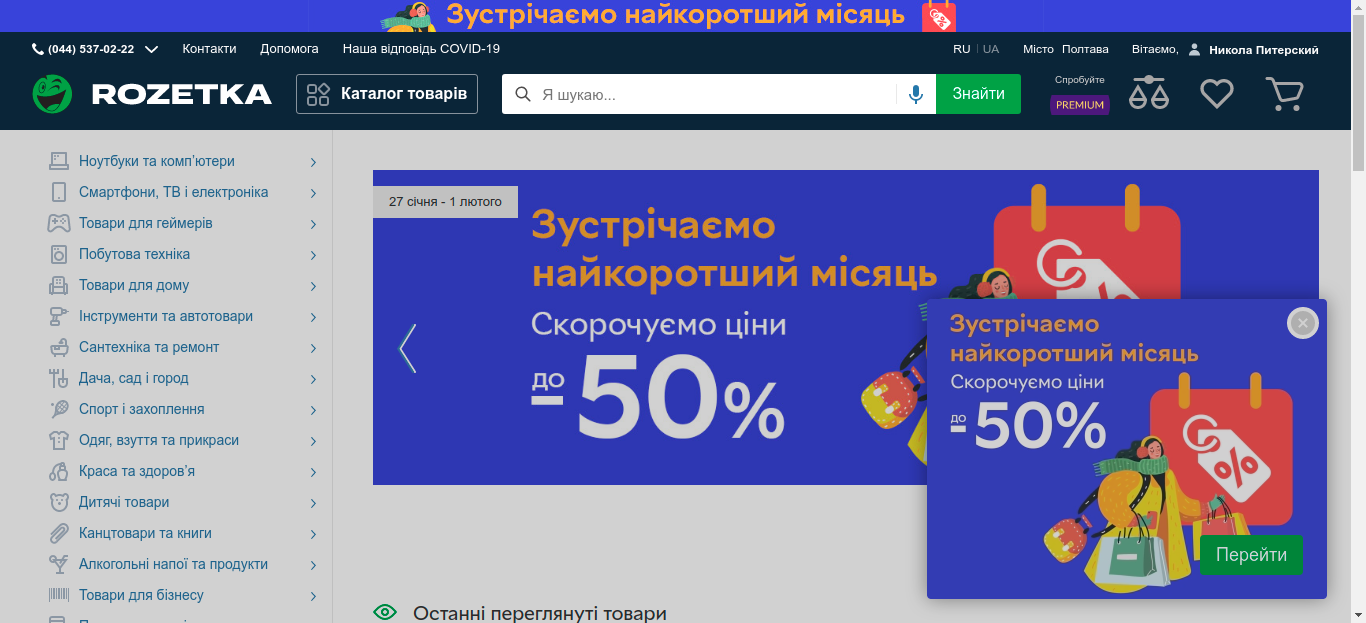 Зустрічаємо найкоротший місяць
(044) 537-02-22
Контакти
Допомога
Наша відповідь COVID-19
RU | UA
Місто Полтава
Вітаємо, Никола Питерский
ROZETKA
Каталог товарів
Я шукаю...
Знайти
Спробуйте
PREMIUM
Ноутбуки та комп'ютери
Смартфони, ТВ і електроніка
Товари для геймерів
Побутова техніка
Товари для дому
Інструменти та автотовари
Сантехніка та ремонт
Дача, сад і город
Спорт і захоплення
Одяг, взуття та прикраси
Краса та здоров'я
Дитячі товари
Канцтовари та книги
Алкогольні напої та продукти
Товари для бізнесу
27 січня - 1 лютого
Зустрічаємо
найкоротший місяць
Скорочуємо ціни
до
-50%
%
Зустрічаємо
найкоротший місяць
Скорочуємо ціни
до
-50%
%
Перейти
Останні переглянуті товари